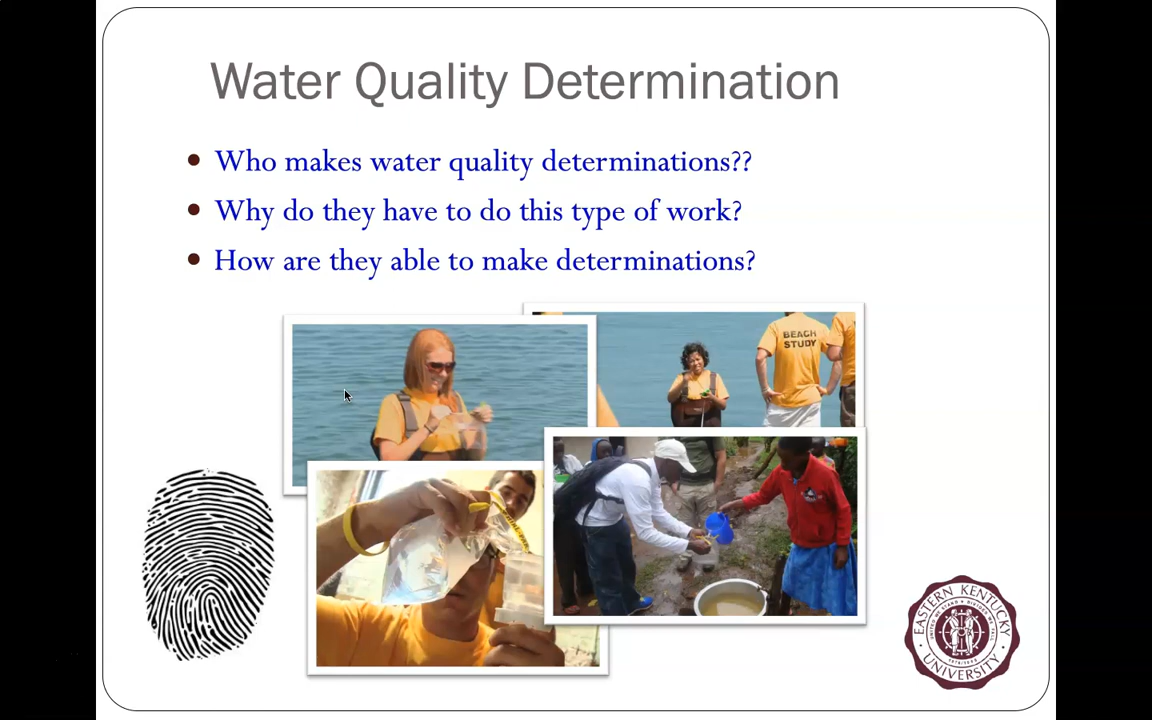 Water Quality Determination
Who makes water quality determinations??
Why do they have to do this type of work?
How are they able to make determinations?
BEACH
STUDY
EASTERN KENTUCKY
UNIVERSITY